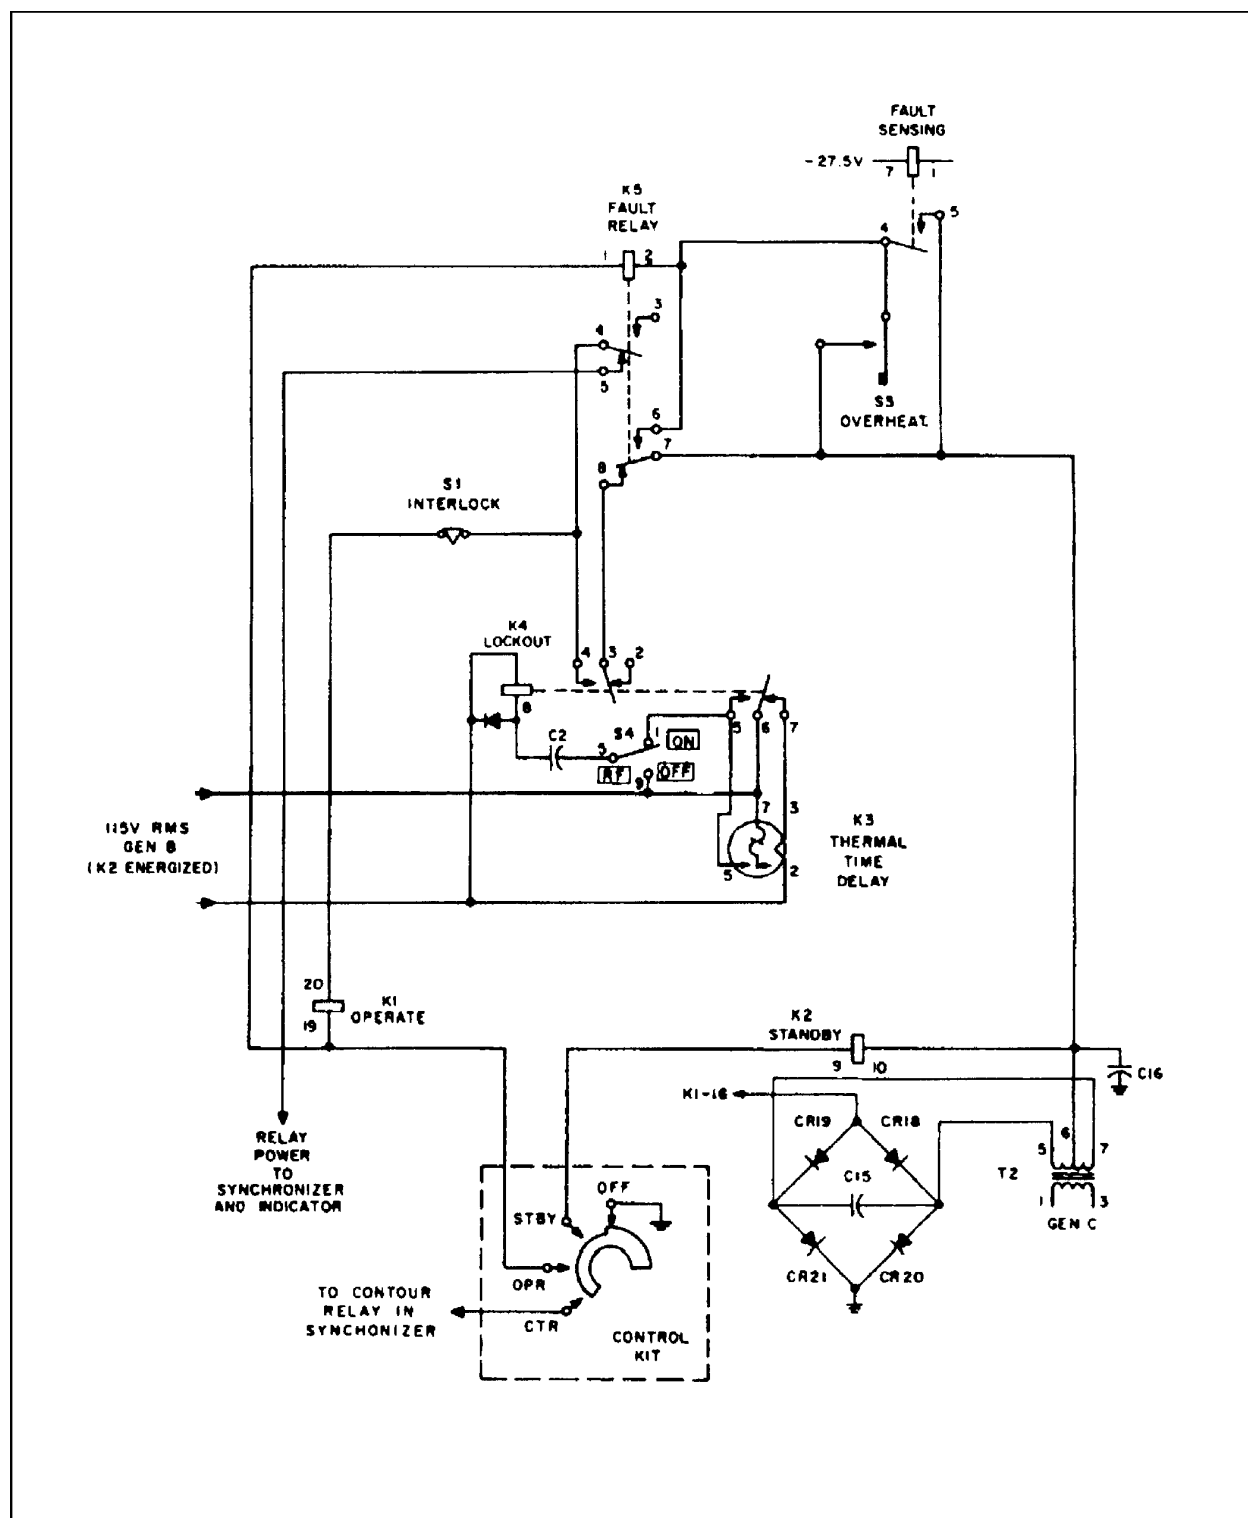 FAULT
SENSING
-27.5V
7
1
K5
FAULT
RELAY
1
2
4
5
3
4
5
S3
OVERHEAT.
6
7
8
S1
INTERLOCK
K4
LOCKOUT
4
3
2
8
C2
S4
5
1
ON
RF
OFF
9
5
6
7
115V RMS
GEN B
(K2 ENERGIZED)
7
3
5
2
K3
THERMAL
TIME
DELAY
20
19
K1
OPERATE
K2
STANDBY
9
10
C16
K1-16
CR19
CR18
C15
CR21
CR20
5
6
7
T2
1
3
GEN C
RELAY
POWER
TO
SYNCHRONIZER
AND INDICATOR
OFF
STBY
OPR
CTR
TO CONTOUR
RELAY IN
SYNCHONIZER
CONTROL
KIT